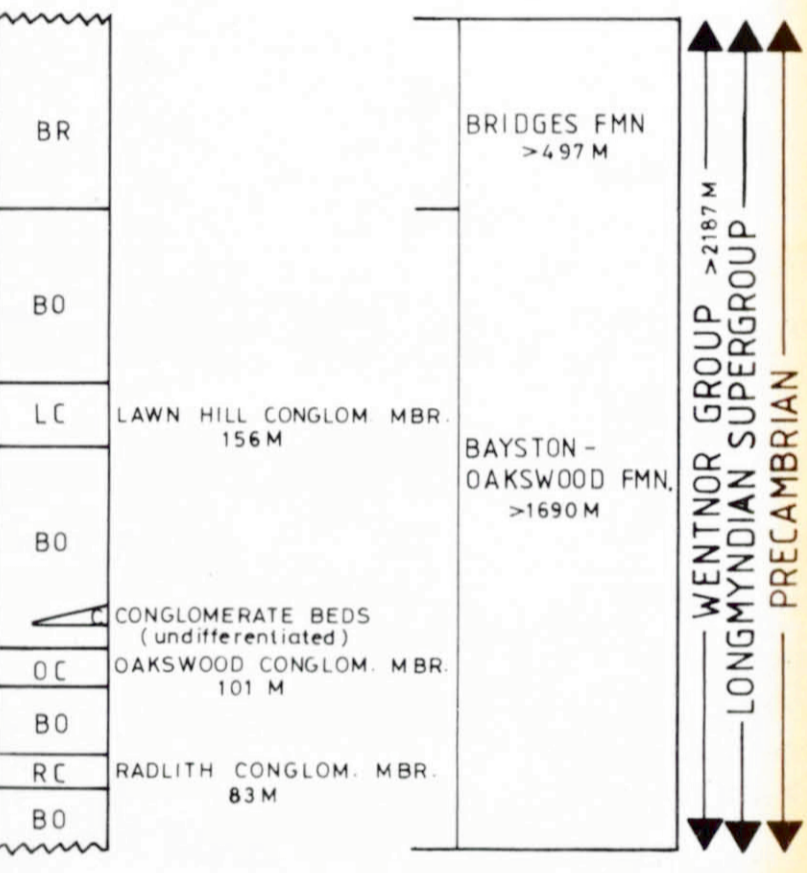 BR
BO
LC
BO
C
OC
BO
RC
BO
LAWN HILL CONGLOM. MBR.
156 M
CONGLOMERATE BEDS
(undifferentiated)
OAKSWOOD CONGLOM. MBR.
101 M
RADLITH CONGLOM. MBR.
83 M
BRIDGES FMN
>497 M
BAYSTON-
OAKSWOOD FMN.
>1690 M
WENTNOR GROUP >2187 M
LONGMYNDIAN SUPERGROUP
PRECAMBRIAN